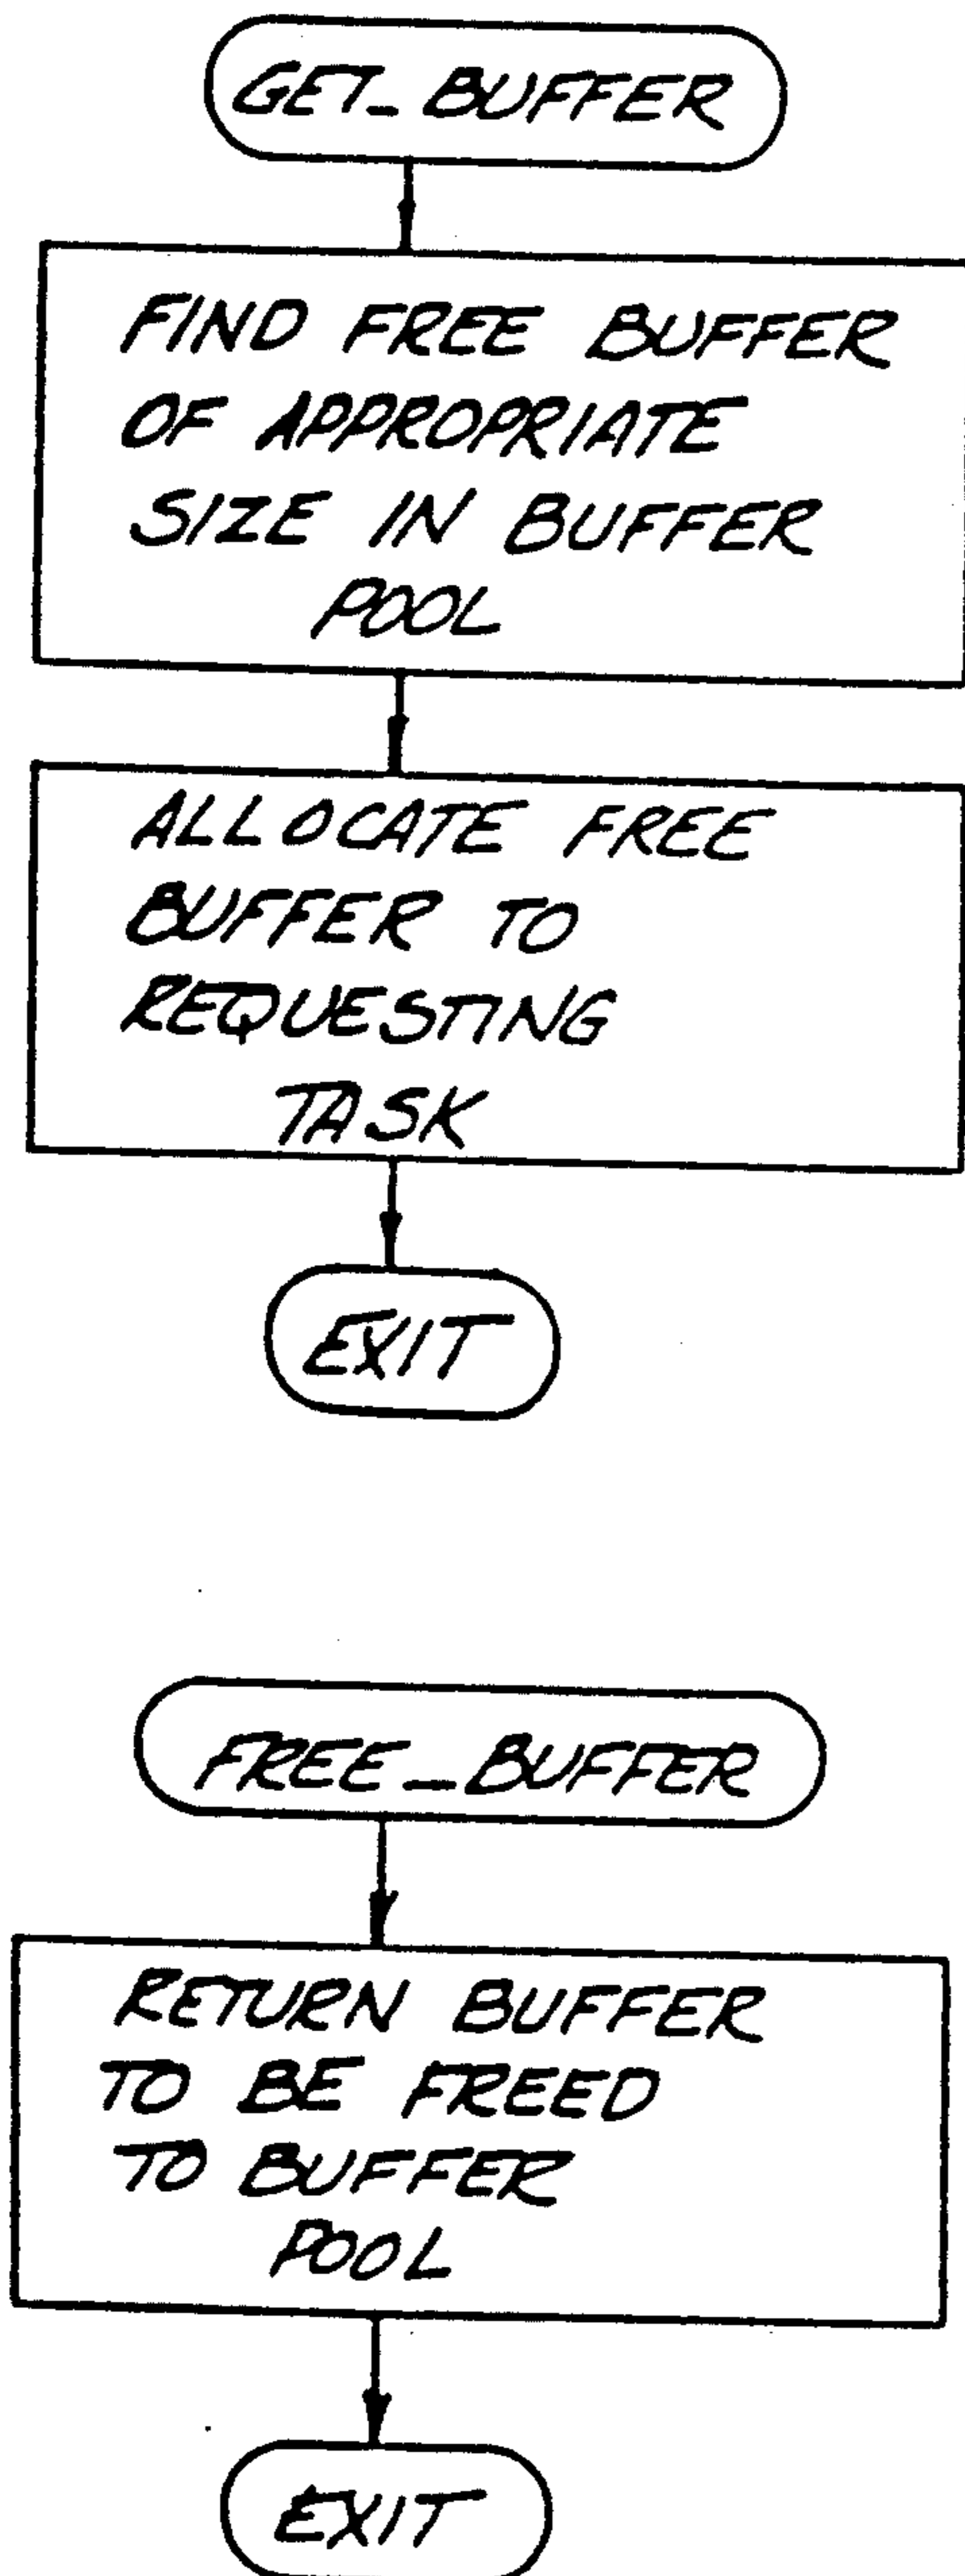 GET_BUFFER
FIND FREE BUFFER
OF APPROPRIATE
SIZE IN BUFFER
POOL
ALLOCATE FREE
BUFFER TO
REQUESTING
TASK
EXIT
FREE_BUFFER
RETURN BUFFER
TO BE FREED
TO BUFFER
POOL
EXIT